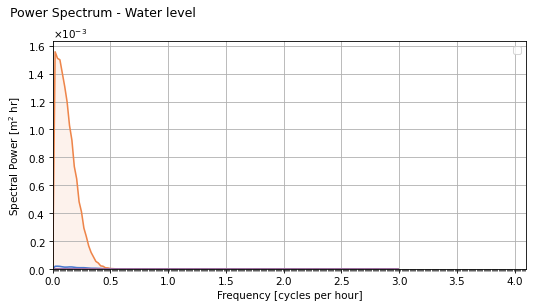 Power Spectrum - Water level
×10⁻³
1.6
1.4
1.2
1.0
0.8
0.6
0.4
0.2
0.0
Spectral Power [m² hr]
0.0 0.5 1.0 1.5 2.0 2.5 3.0 3.5 4.0
Frequency [cycles per hour]